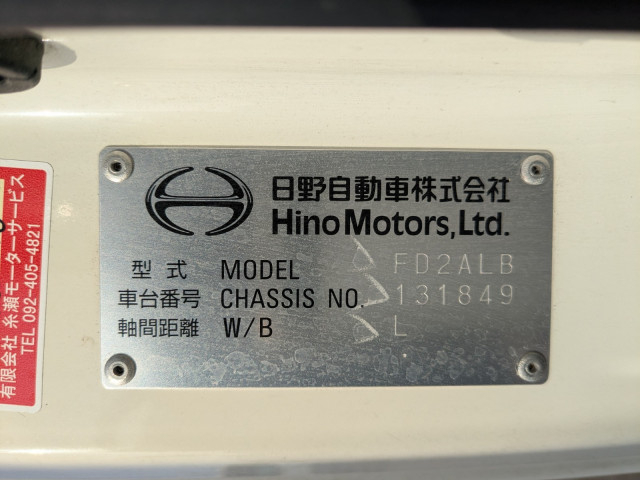 日野自動車株式会社
Hino Motors, Ltd.
型式 MODEL FD2ALB
車台番号 CHASSIS NO. 131849
軸間距離 W/B L
有限会社 糸瀬モーターサービス
TEL 092-405-4821